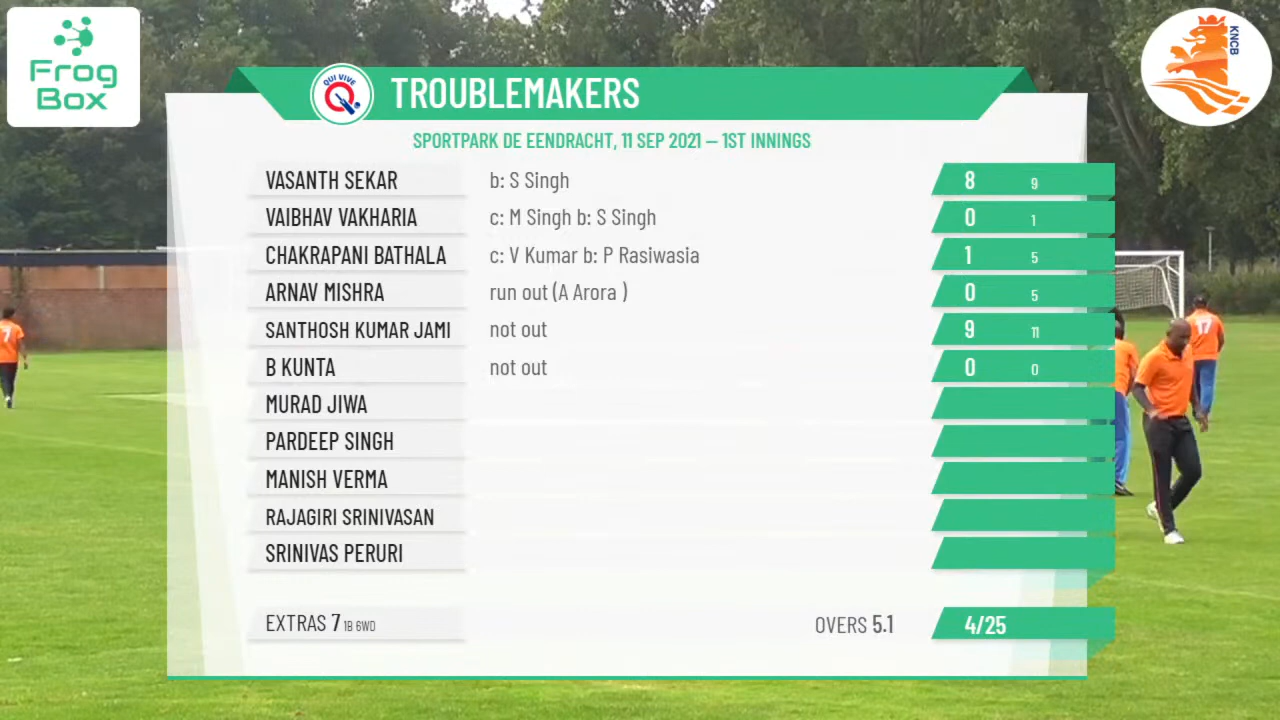 Frog
Box
QUI VIVE
TROUBLEMAKERS
KNCB
SPORTPARK DE EENDRACHT, 11 SEP 2021 – 1ST INNINGS
VASANTH SEKAR b: S Singh 8 9
VAIBHAV VAKHARIA c: M Singh b: S Singh 0 1
CHAKRAPANI BATHALA c: V Kumar b: P Rasiwasia 1 5
ARNAV MISHRA run out (A Arora ) 0 5
SANTHOSH KUMAR JAMI not out 9 11
B KUNTA not out 0 0
MURAD JIWA
PARDEEP SINGH
MANISH VERMA
RAJAGIRI SRINIVASAN
SRINIVAS PERURI
EXTRAS 7 1B 6WD OVERS 5.1 4/25
7
17